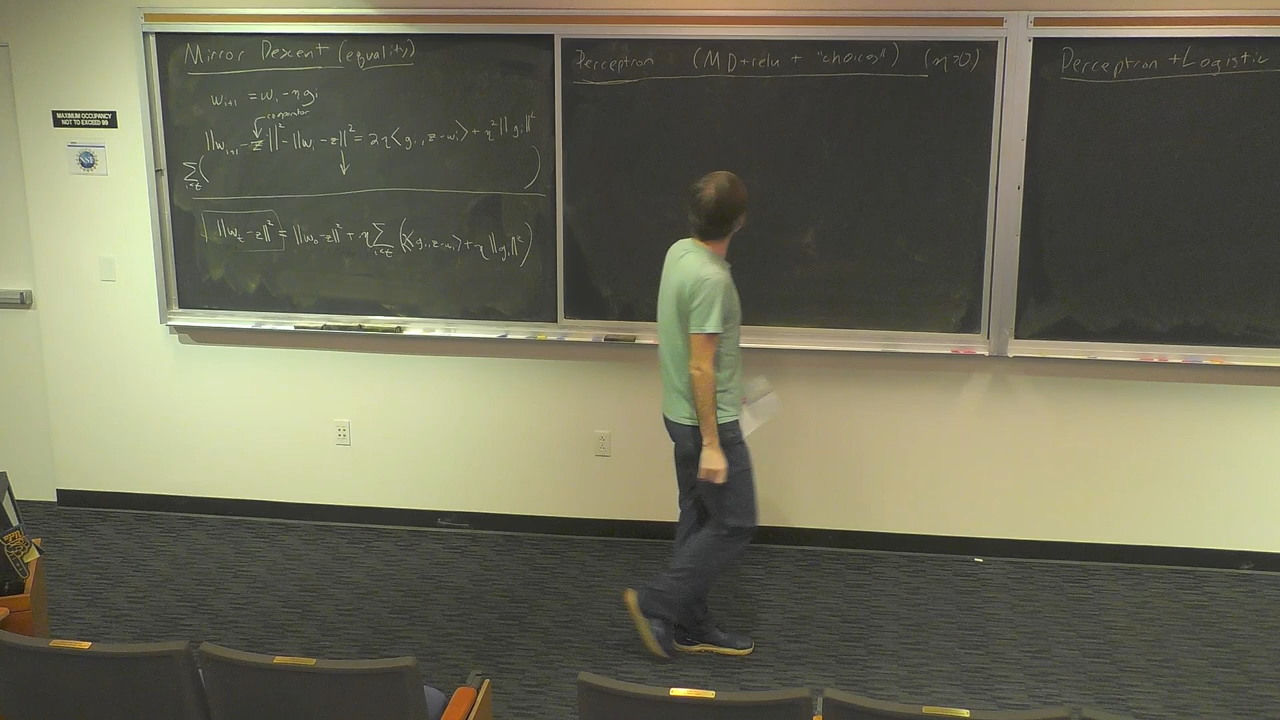 MAXIMUM OCCUPANCY
NOT TO EXCEED 99
NSF
Mirror Descent (equality)
w_{i+1} = w_i - ηg_i
comparator
||w_{i+1} - z||² - ||w_i - z||² = 2η<g_i, z-w_i> + η²||g_i||²
Σ_{i<t} ( )
||w_t - z||² = ||w_0 - z||² + η Σ_{i<t} (2<g_i, z-w_i> + η||g_i||²)
Perceptron (MD+relu + "choices") (η>0)
Perceptron + Logistic